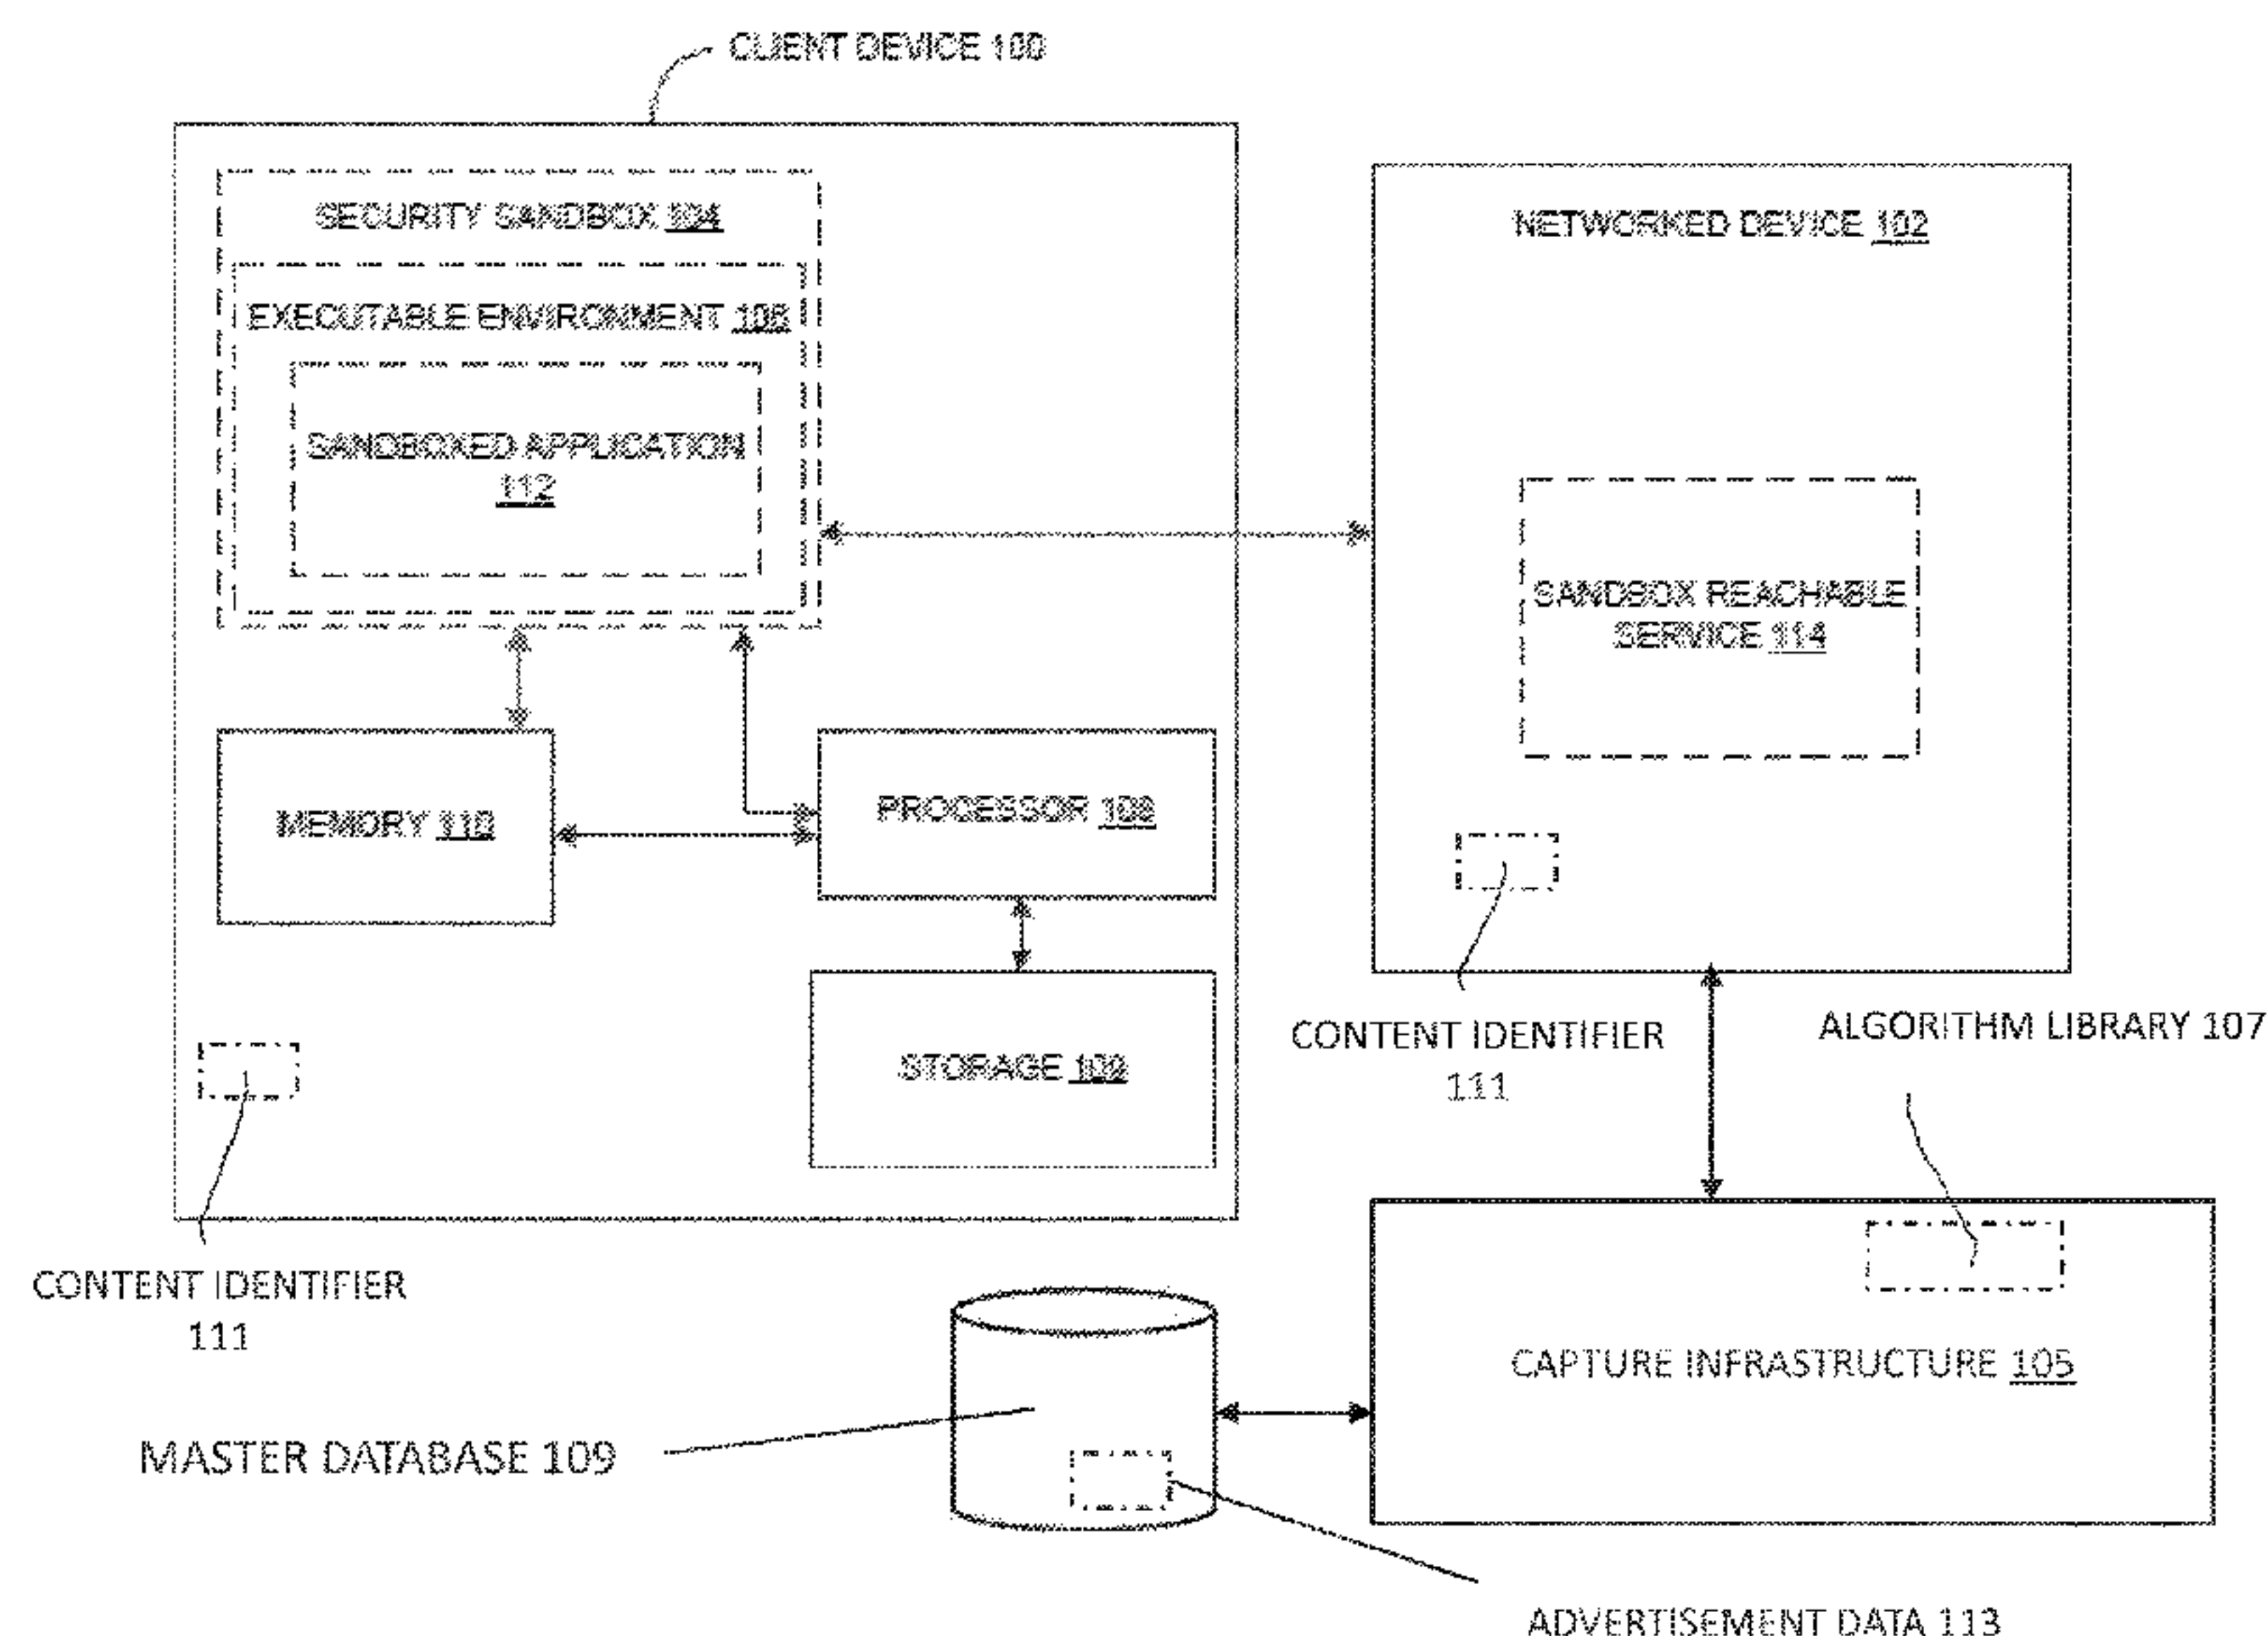 CLIENT DEVICE 100
SECURITY SANDBOX 104
EXECUTABLE ENVIRONMENT 106
SANDBOXED APPLICATION
112
MEMORY 110
PROCESSOR 108
STORAGE 109
CONTENT IDENTIFIER
111
NETWORKED DEVICE 102
SANDBOX REACHABLE
SERVICE 114
CONTENT IDENTIFIER
111
ALGORITHM LIBRARY 107
CAPTURE INFRASTRUCTURE 105
MASTER DATABASE 109
ADVERTISEMENT DATA 113